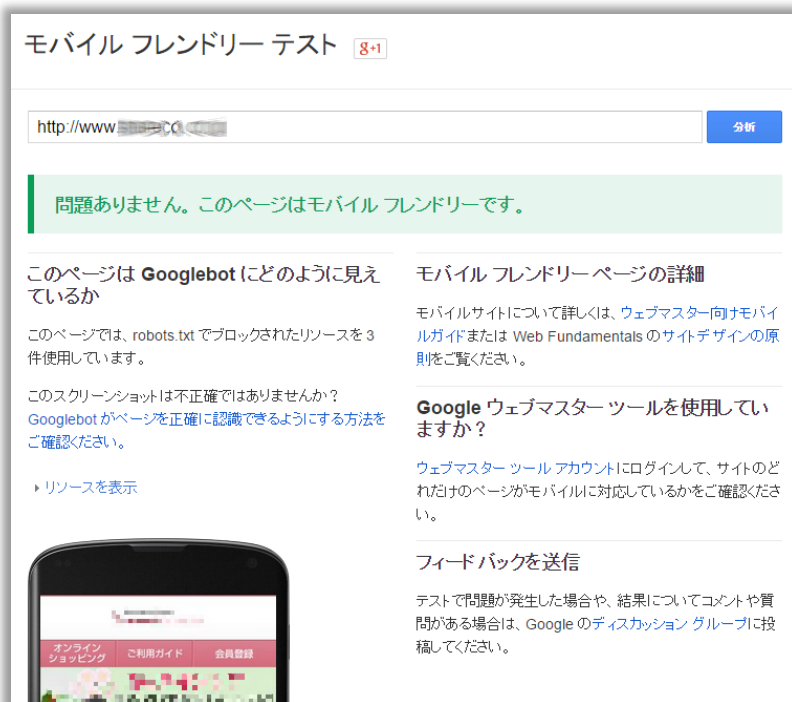 モバイル フレンドリー テスト g+1
http://www
分析
問題ありません。このページはモバイル フレンドリーです。
このページは Googlebot にどのように見え
ているか
このページでは、robots.txt でブロックされたリソースを 3
件使用しています。
このスクリーンショットは不正確ではありませんか？
Googlebot がページを正確に認識できるようにする方法を
ご確認ください。
リソースを表示
オンライン
ショッピング
ご利用ガイド
会員登録
モバイル フレンドリー ページの詳細
モバイルサイトについて詳しくは、ウェブマスター向けモバイ
ルガイドまたは Web Fundamentals のサイトデザインの原
則をご覧ください。
Google ウェブマスター ツールを使用してい
ますか？
ウェブマスター ツール アカウントにログインして、サイトのど
れだけのページがモバイルに対応しているかをご確認くださ
い。
フィードバックを送信
テストで問題が発生した場合や、結果についてコメントや質
問がある場合は、Google のディスカッション グループに投
稿してください。